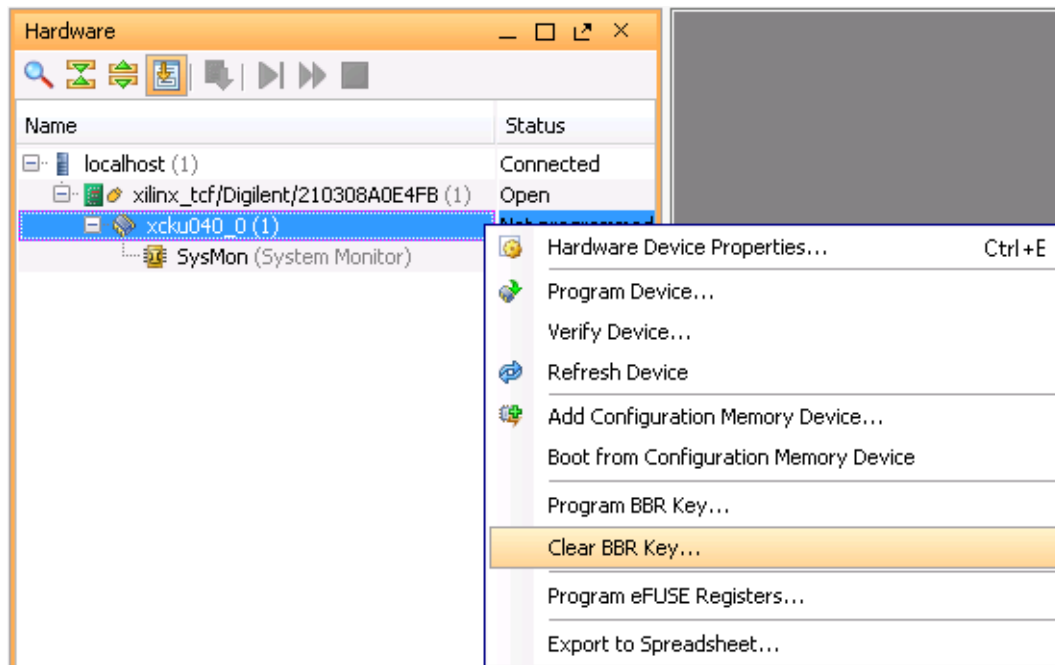 Hardware
Name Status
localhost (1) Connected
xilinx_tcf/Digilent/210308A0E4FB (1) Open
xcku040_0 (1)
SysMon (System Monitor)
Hardware Device Properties... Ctrl+E
Program Device...
Verify Device...
Refresh Device
Add Configuration Memory Device...
Boot from Configuration Memory Device
Program BBR Key...
Clear BBR Key...
Program eFUSE Registers...
Export to Spreadsheet...